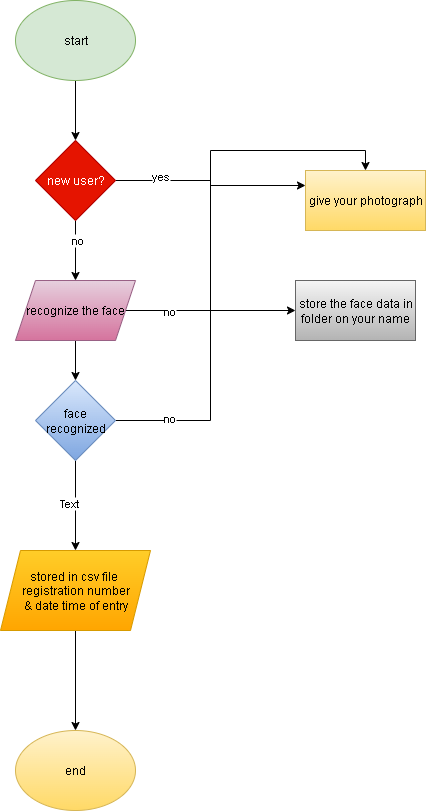 start
new user?
yes
give your photograph
no
recognize the face
no
store the face data in
folder on your name
face
recognized
no
Text
stored in csv file
registration number
& date time of entry
end